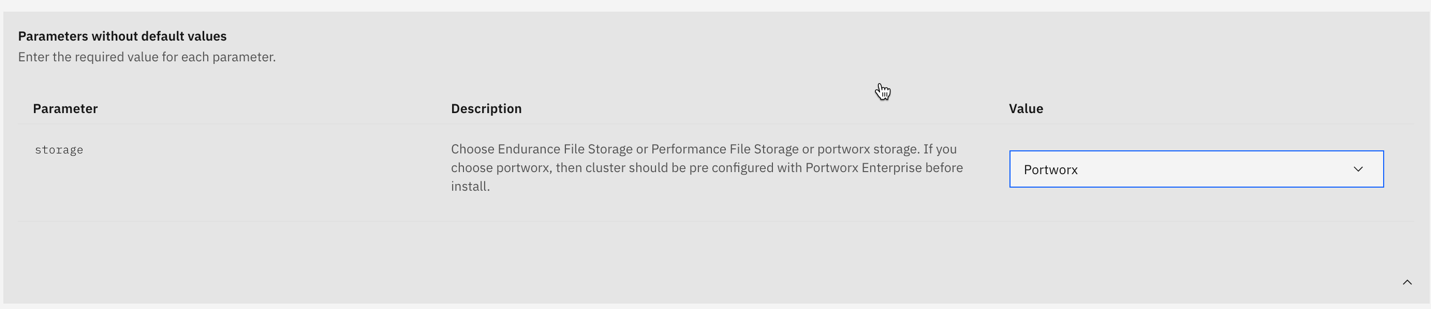 Parameters without default values
Enter the required value for each parameter.
Parameter Description Value
storage
Choose Endurance File Storage or Performance File Storage or portworx storage. If you
choose portworx, then cluster should be pre configured with Portworx Enterprise before
install.
Portworx